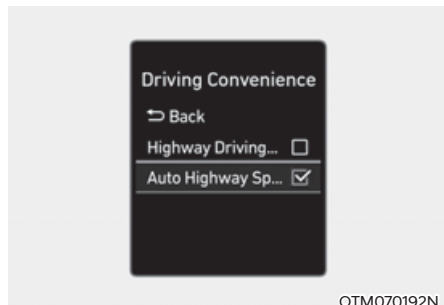 Driving Convenience
Back
Highway Driving...
Auto Highway Sp...
OTM070192N